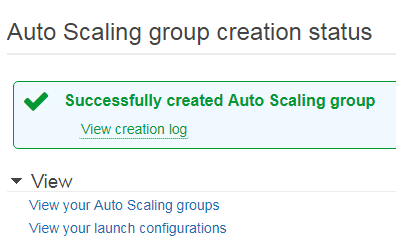 Auto Scaling group creation status
Successfully created Auto Scaling group
View creation log
View
View your Auto Scaling groups
View your launch configurations